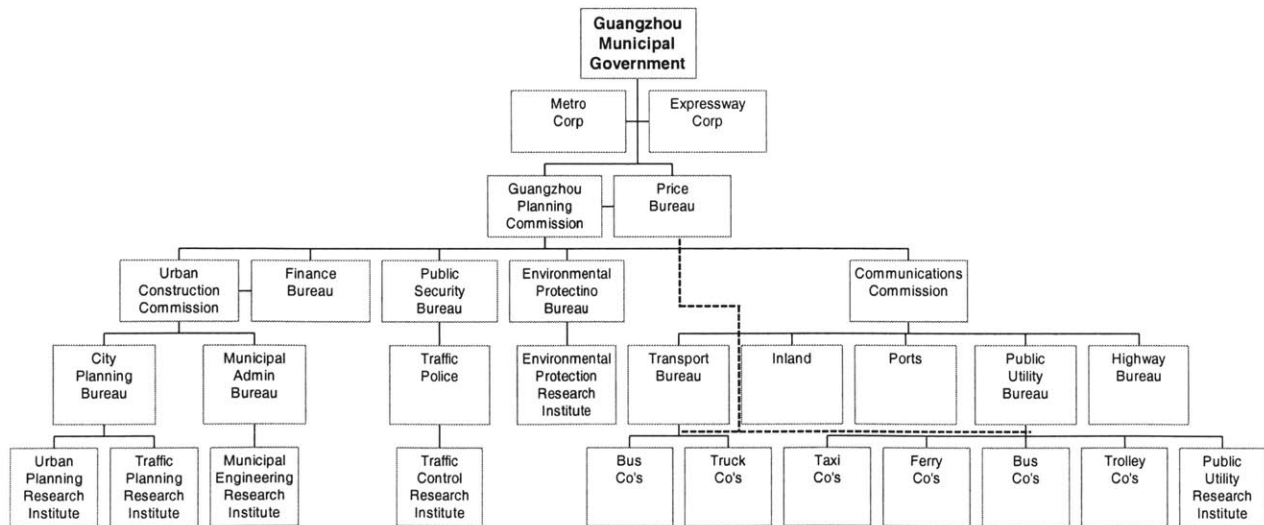 Guangzhou
Municipal
Government
Metro
Corp
Expressway
Corp
Guangzhou
Planning
Commission
Price
Bureau
Urban
Construction
Commission
Finance
Bureau
Public
Security
Bureau
Environmental
Protectino
Bureau
Communications
Commission
City
Planning
Bureau
Municipal
Admin
Bureau
Traffic
Police
Environmental
Protection
Research
Institute
Transport
Bureau
Inland
Ports
Public
Utility
Bureau
Highway
Bureau
Urban
Planning
Research
Institute
Traffic
Planning
Research
Institute
Municipal
Engineering
Research
Institute
Traffic
Control
Research
Institute
Bus
Co's
Truck
Co's
Taxi
Co's
Ferry
Co's
Bus
Co's
Trolley
Co's
Public
Utility
Research
Institute